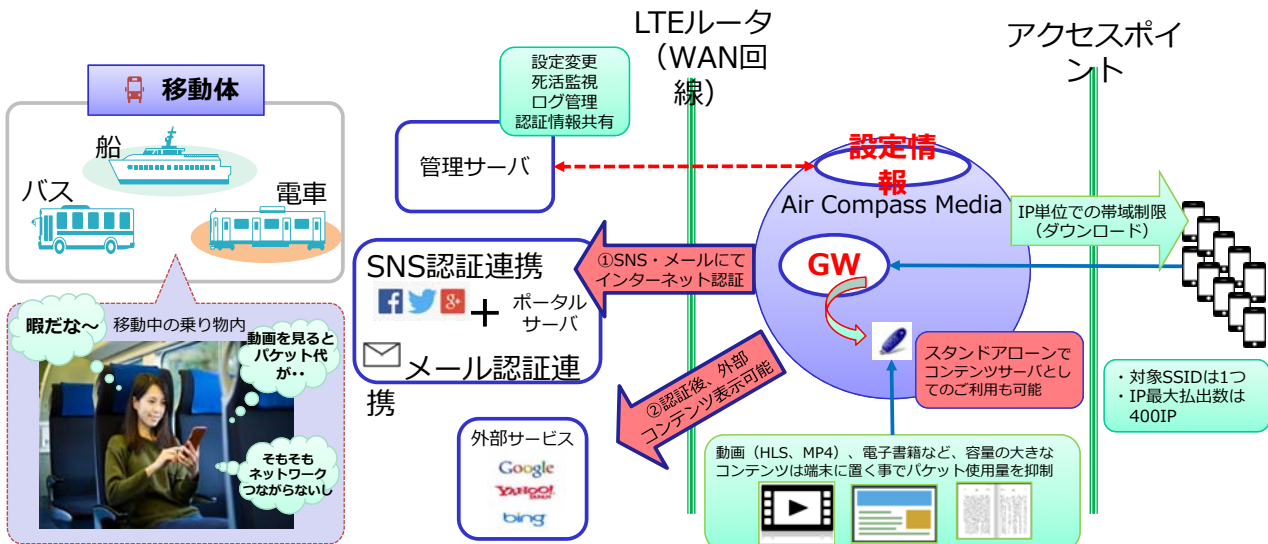 移動体
船
バス
電車
暇だな～
移動中の乗り物内
動画を見ると
パケット代
が・・
そもそも
ネットワーク
つながらないし
設定変更
死活監視
ログ管理
認証情報共有
管理サーバ
LTEルータ
（WAN回
線）
アクセスポイ
ント
設定情
報
Air Compass Media
GW
IP単位での帯域制限
（ダウンロード）
SNS認証連携
f
g+
＋
ポータル
サーバ
メール認証連
携
①SNS・メールにて
インターネット認証
②認証後、外部
コンテンツ表示可能
スタンドアローンで
コンテンツサーバとし
てのご利用も可能
・対象SSIDは1つ
・IP最大払出数は
400IP
外部サービス
Google
YAHOO!
JAPAN
bing
動画（HLS、MP4）、電子書籍など、容量の大きな
コンテンツは端末に置く事でパケット使用量を抑制